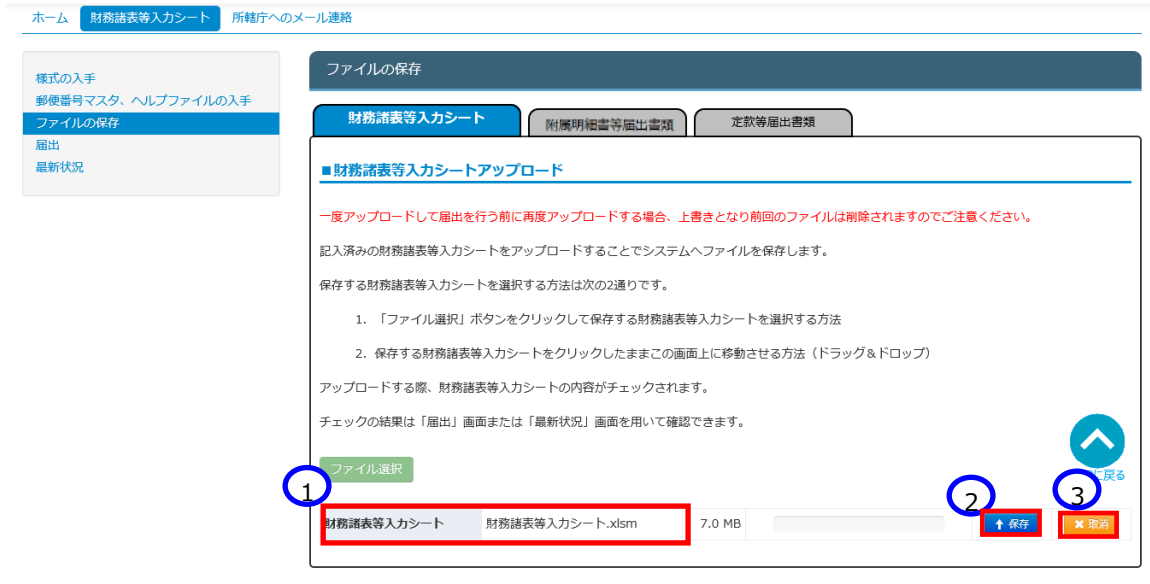 ホーム 財務諸表等入力シート 所轄庁へのメール連絡
様式の入手
郵便番号マスタ、ヘルプファイルの入手
ファイルの保存
届出
最新状況
ファイルの保存
財務諸表等入力シート 附属明細書等届出書類 定款等届出書類
■財務諸表等入力シートアップロード
一度アップロードして届出を行う前に再度アップロードする場合、上書きとなり前回のファイルは削除されますのでご注意ください。
記入済みの財務諸表等入力シートをアップロードすることでシステムへファイルを保存します。
保存する財務諸表等入力シートを選択する方法は次の2通りです。
1. 「ファイル選択」ボタンをクリックして保存する財務諸表等入力シートを選択する方法
2. 保存する財務諸表等入力シートをクリックしたままこの画面上に移動させる方法（ドラッグ＆ドロップ）
アップロードする際、財務諸表等入力シートの内容がチェックされます。
チェックの結果は「届出」画面または「最新状況」画面を用いて確認できます。
に戻る
ファイル選択
1 2 3
財務諸表等入力シート 財務諸表等入力シート.xlsm 7.0 MB 保存 取消